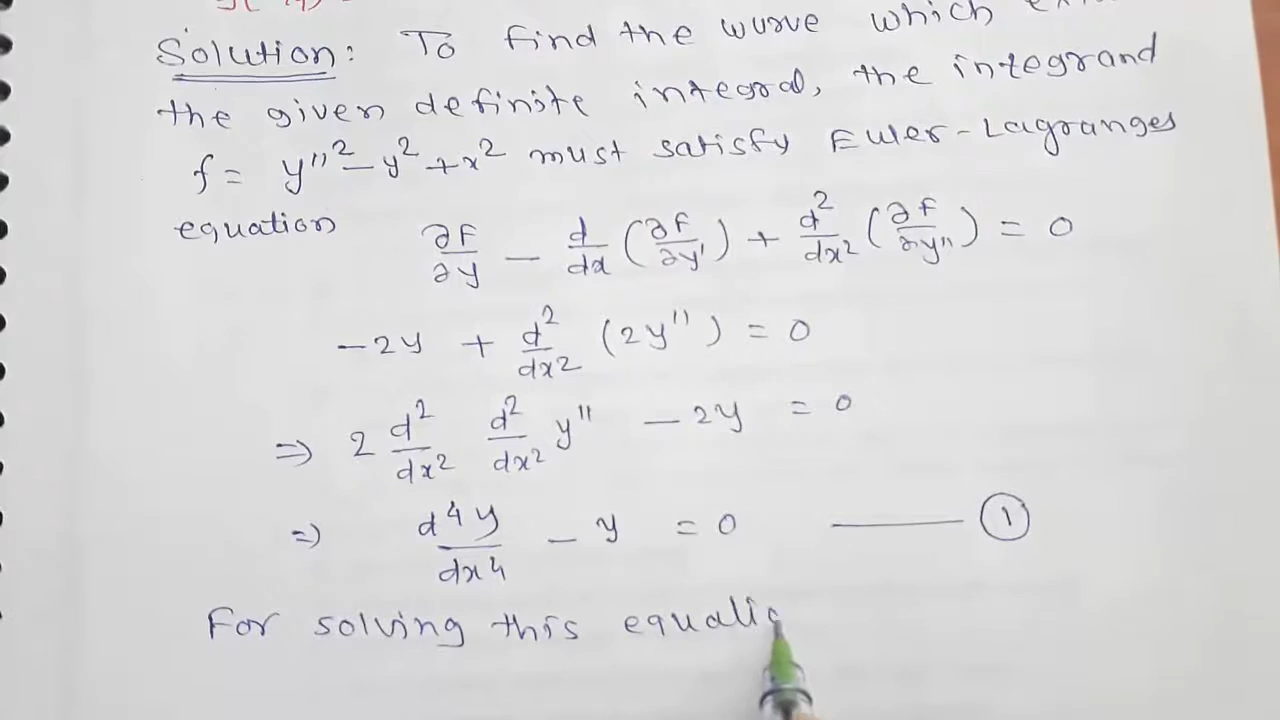 Solution: To find the wurve which
the given definite integral, the integrand
f = y''² - y² + x² must satisfy Euler-Lagranges
equation ∂F/∂y - d/dx (∂F/∂y') + d²/dx² (∂F/∂y'') = 0
-2y + d²/dx² (2y'') = 0
⇒ 2 d²/dx² d²/dx² y'' - 2y = 0
⇒ d⁴y/dx⁴ - y = 0 —— ①
For solving this equatio